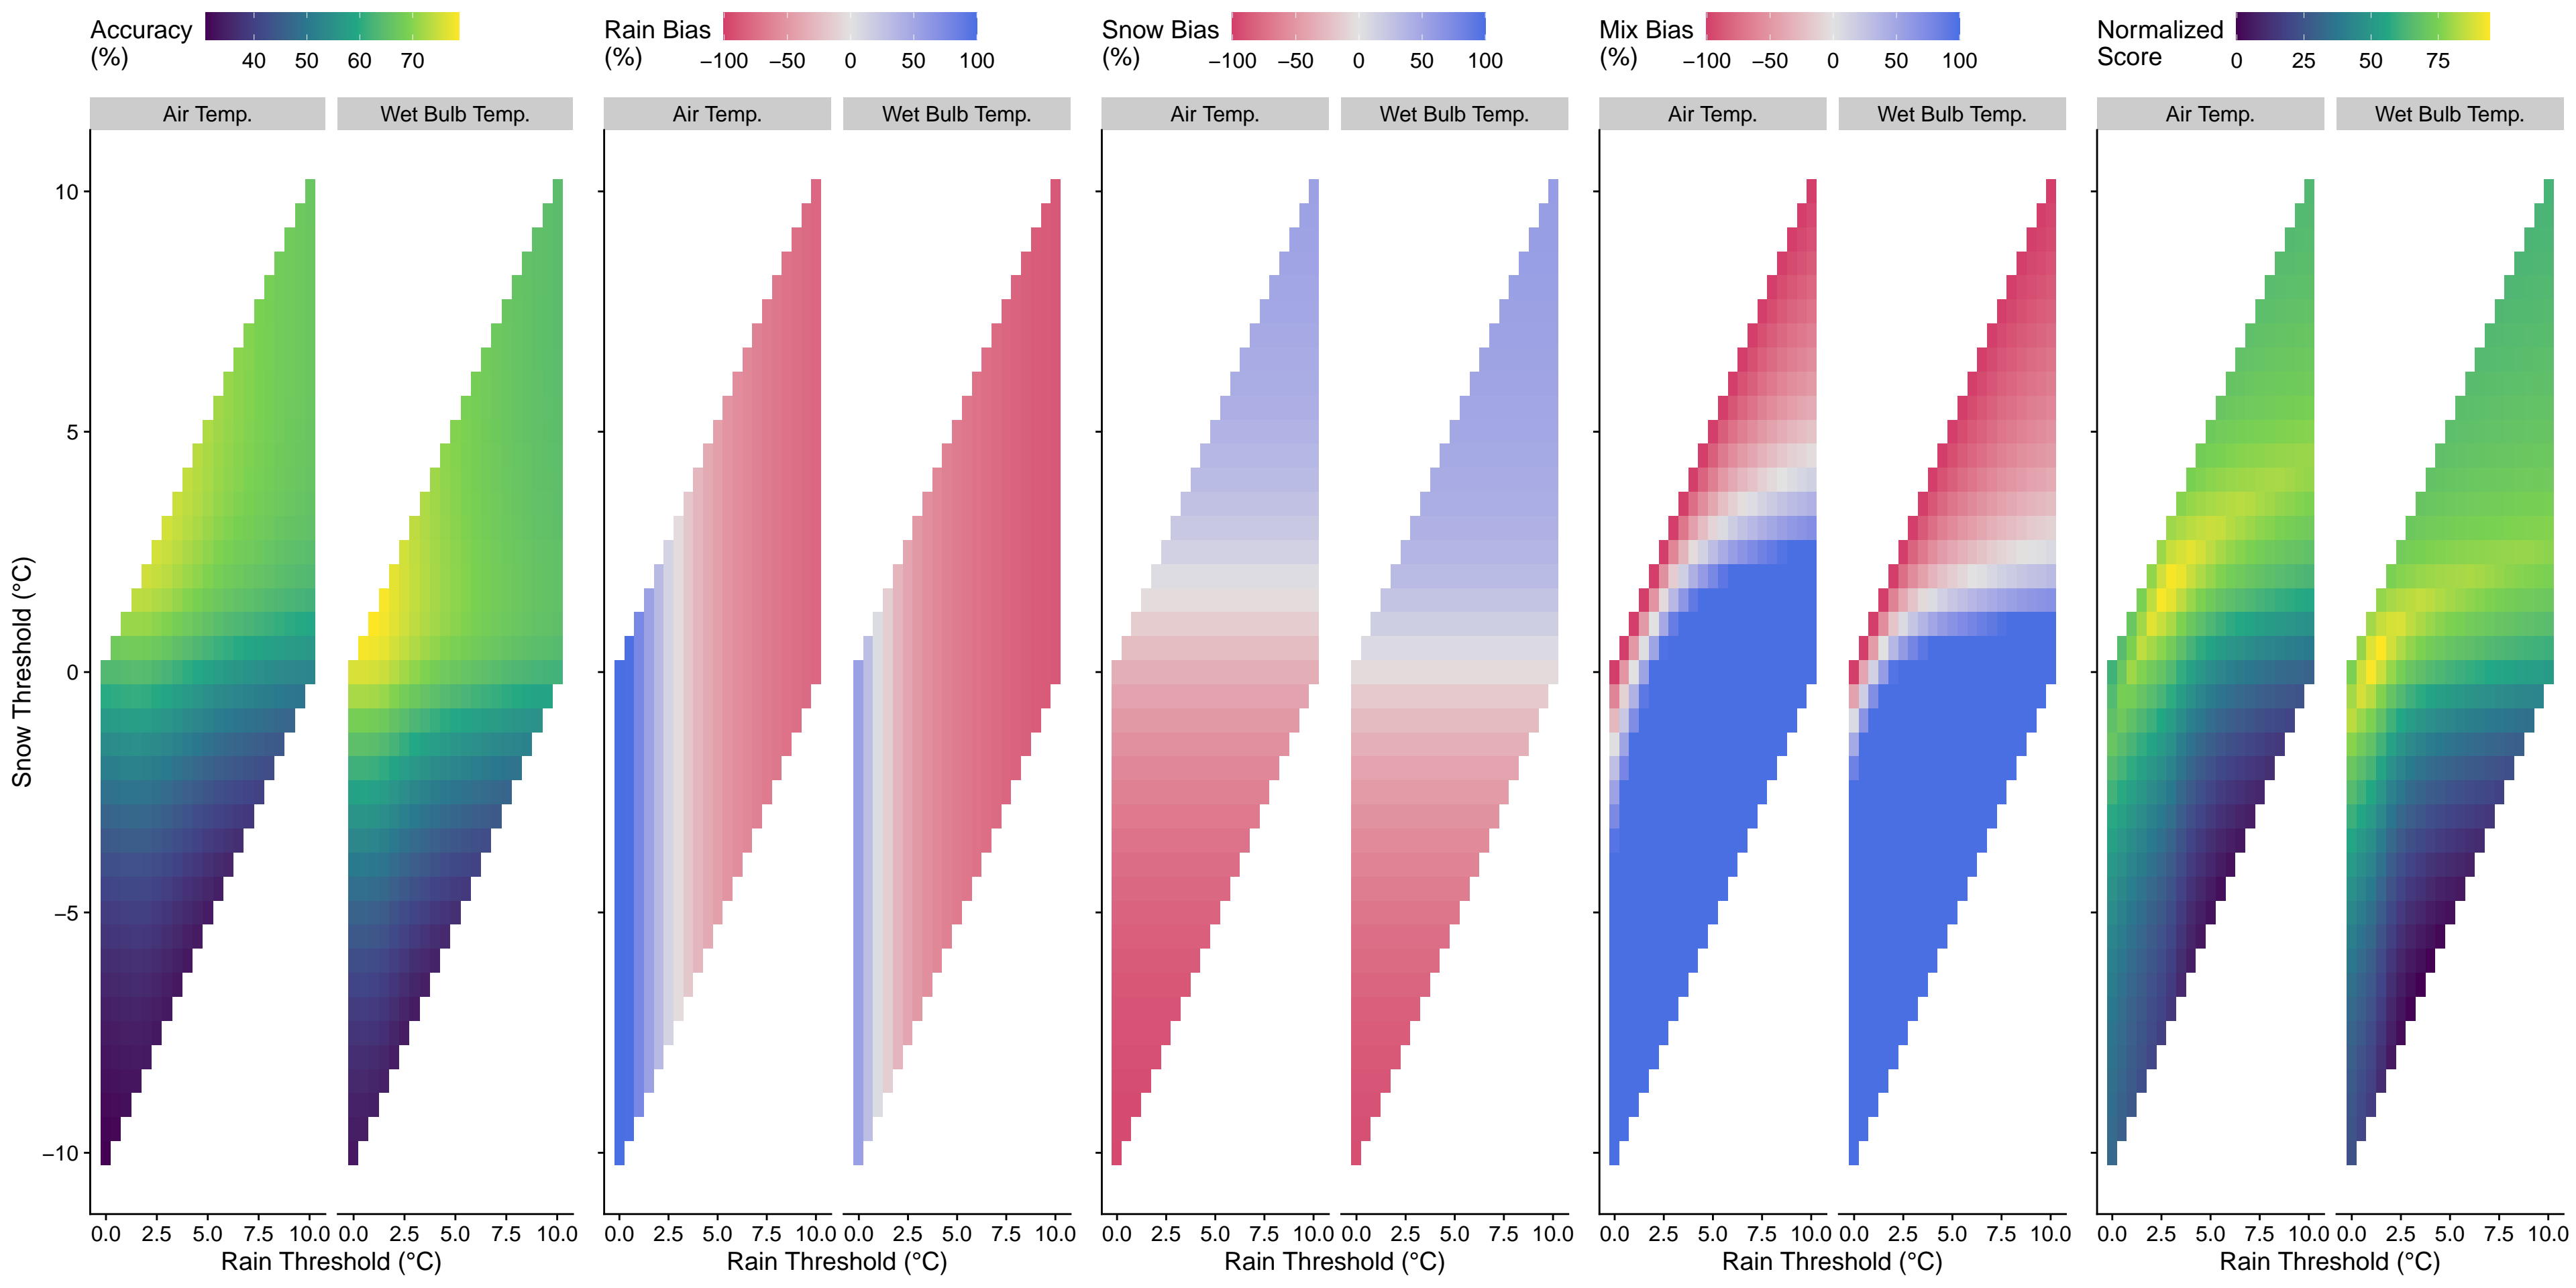 Accuracy
(%)
40 50 60 70
Rain Bias
(%)
−100 −50 0 50 100
Snow Bias
(%)
−100 −50 0 50 100
Mix Bias
(%)
−100 −50 0 50 100
Normalized
Score
0 25 50 75
Air Temp. Wet Bulb Temp. Air Temp. Wet Bulb Temp. Air Temp. Wet Bulb Temp. Air Temp. Wet Bulb Temp. Air Temp. Wet Bulb Temp.
Snow Threshold (°C)
10
5
0
−5
−10
0.0 2.5 5.0 7.5 10.0 0.0 2.5 5.0 7.5 10.0 0.0 2.5 5.0 7.5 10.0 0.0 2.5 5.0 7.5 10.0 0.0 2.5 5.0 7.5 10.0 0.0 2.5 5.0 7.5 10.0 0.0 2.5 5.0 7.5 10.0 0.0 2.5 5.0 7.5 10.0 0.0 2.5 5.0 7.5 10.0 0.0 2.5 5.0 7.5 10.0
Rain Threshold (°C) Rain Threshold (°C) Rain Threshold (°C) Rain Threshold (°C) Rain Threshold (°C)